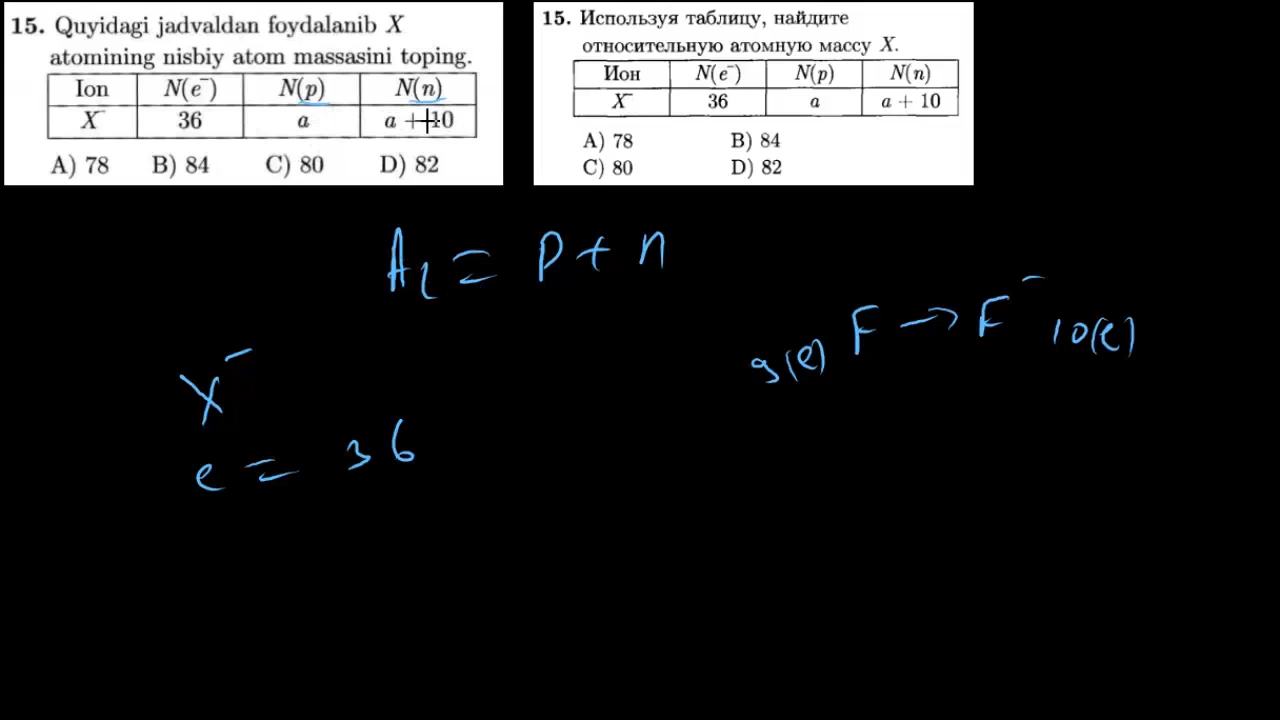 15. Quyidagi jadvaldan foydalanib X
atomining nisbiy atom massasini toping.
Ion N(e⁻) N(p) N(n)
X⁻ 36 a a + 10
A) 78 B) 84 C) 80 D) 82
15. Используя таблицу, найдите
относительную атомную массу X.
Ион N(e⁻) N(p) N(n)
X⁻ 36 a a + 10
A) 78 B) 84
C) 80 D) 82
Ar = p + n
9(e) F → F⁻ 10(e)
X⁻
e = 36